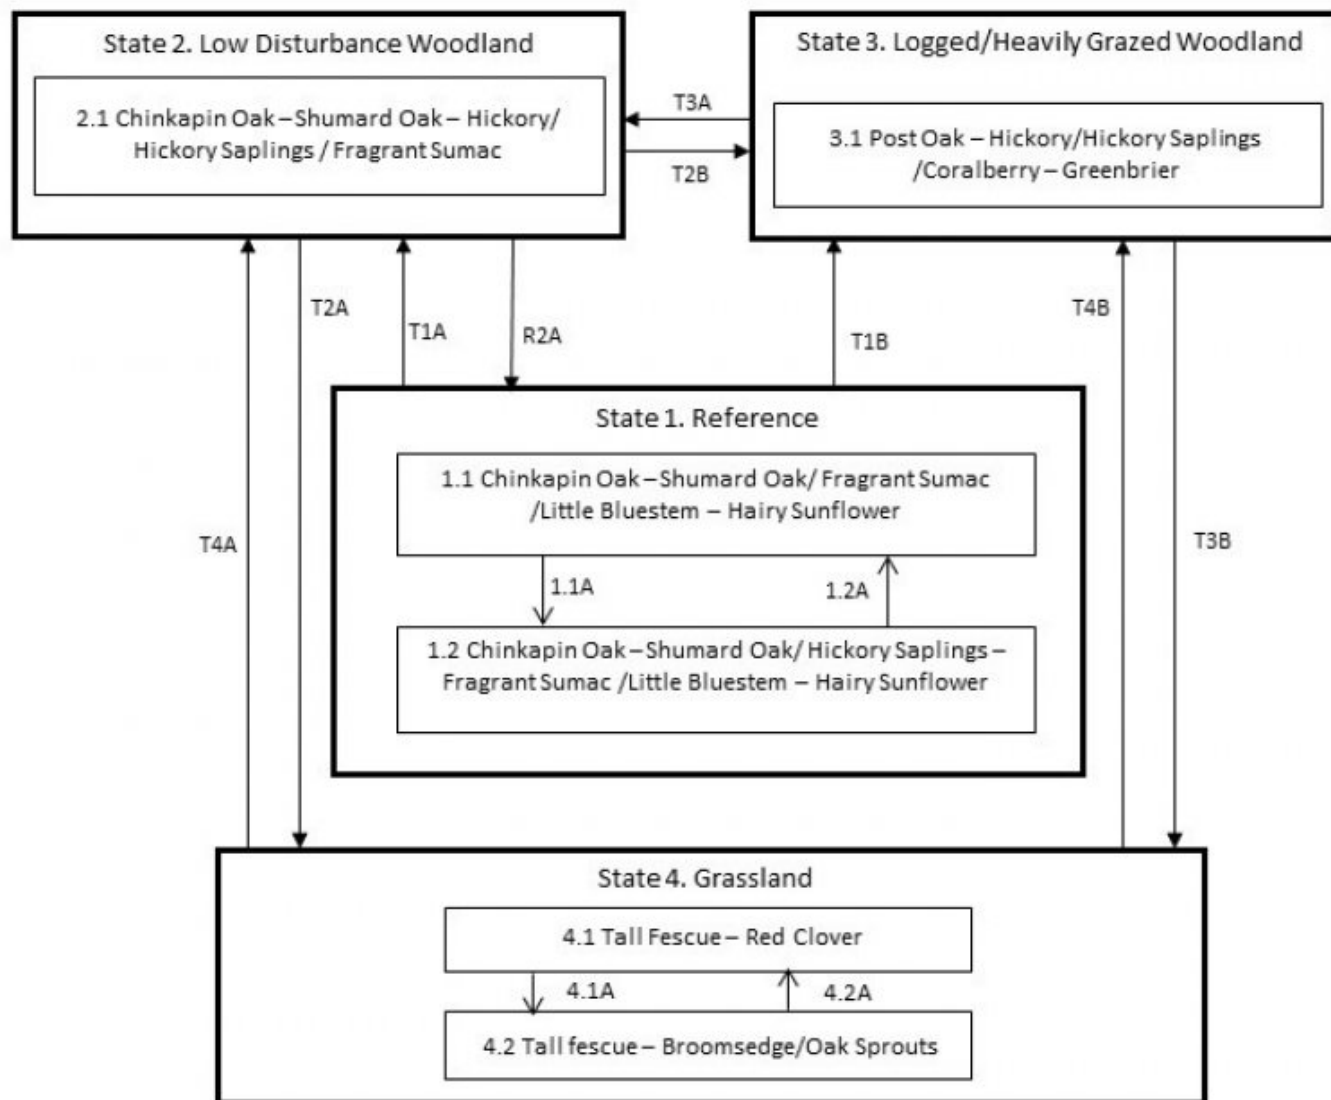 State 2. Low Disturbance Woodland
2.1 Chinkapin Oak – Shumard Oak – Hickory/
Hickory Saplings / Fragrant Sumac
State 3. Logged/Heavily Grazed Woodland
3.1 Post Oak – Hickory/Hickory Saplings
/Coralberry – Greenbrier
T3A
T2B
T2A
T1A
R2A
T1B
T4B
T4A
T3B
State 1. Reference
1.1 Chinkapin Oak – Shumard Oak/ Fragrant Sumac
/Little Bluestem – Hairy Sunflower
1.1A
1.2A
1.2 Chinkapin Oak – Shumard Oak/ Hickory Saplings –
Fragrant Sumac /Little Bluestem – Hairy Sunflower
State 4. Grassland
4.1 Tall Fescue – Red Clover
4.1A
4.2A
4.2 Tall fescue – Broomsedge/Oak Sprouts